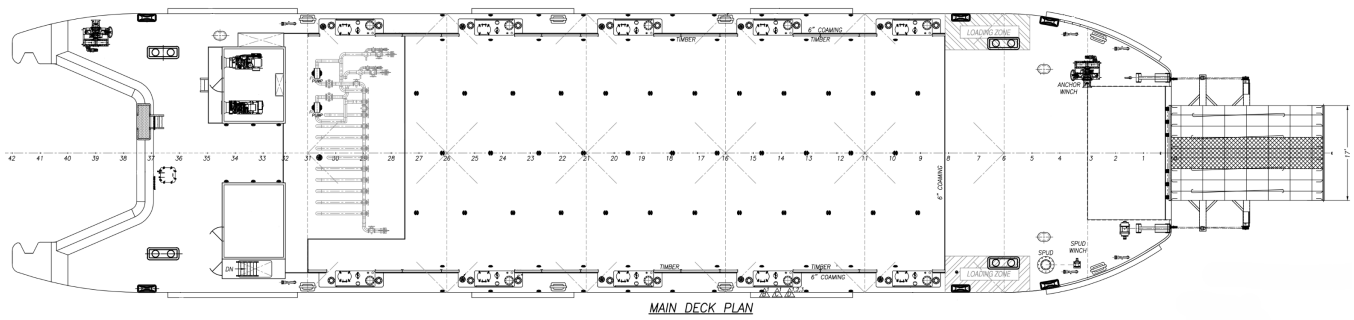 6" COAMING
LOADING ZONE
TIMBER
TIMBER
PUMP
PUMP
ANCHOR
WINCH
42 41 40 39 38 37 36 35 34 33 32 31 30 29 28 27 26 25 24 23 22 21 20 19 18 17 16 15 14 13 12 11 10 9 8 7 6 5 4 3 2 1 0
17'
6" COAMING
SPUD
WINCH
SPUD
DN
TIMBER
TIMBER
6" COAMING
LOADING ZONE
MAIN DECK PLAN